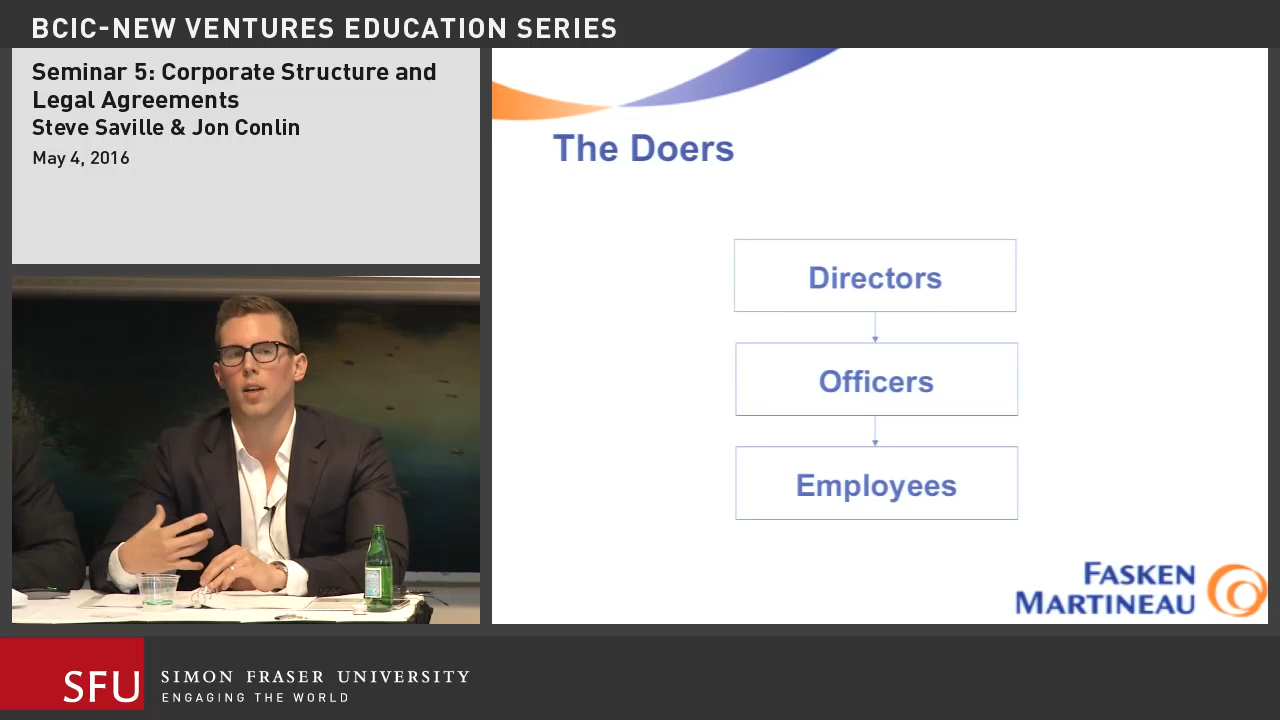 BCIC-NEW VENTURES EDUCATION SERIES
Seminar 5: Corporate Structure and
Legal Agreements
Steve Saville & Jon Conlin
May 4, 2016
The Doers
Directors
Officers
Employees
FASKEN
MARTINEAU
SFU
SIMON FRASER UNIVERSITY
ENGAGING THE WORLD